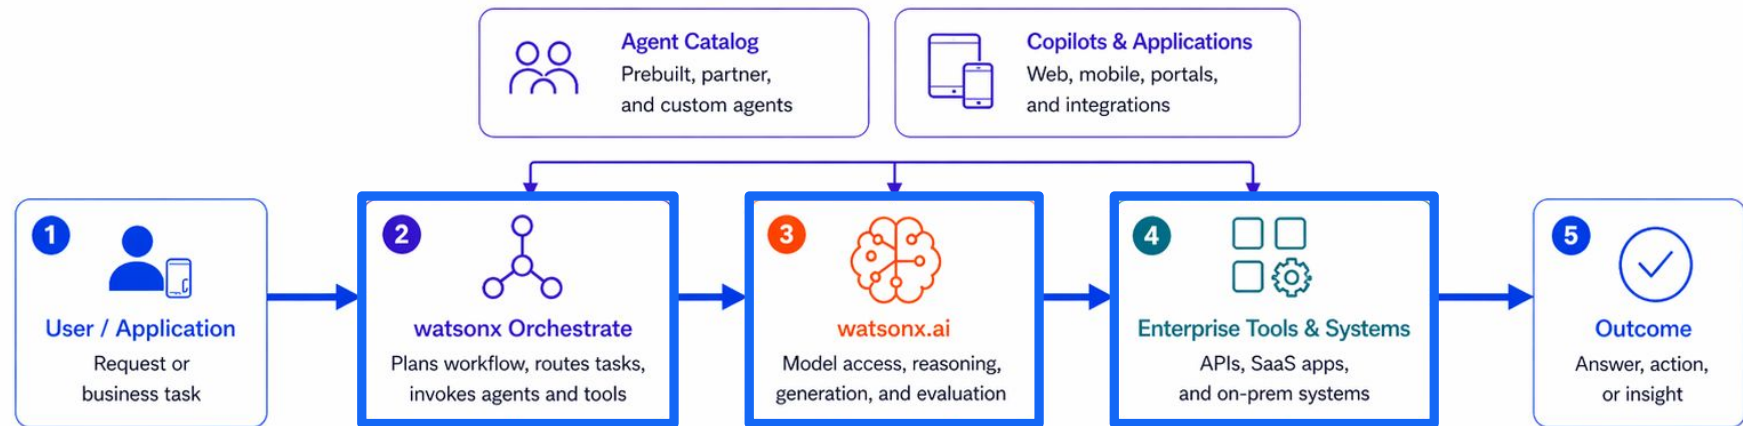 Agent Catalog
Prebuilt, partner,
and custom agents
Copilots & Applications
Web, mobile, portals,
and integrations
1
User / Application
Request or
business task
2
watsonx Orchestrate
Plans workflow, routes tasks,
invokes agents and tools
3
watsonx.ai
Model access, reasoning,
generation, and evaluation
4
Enterprise Tools & Systems
APIs, SaaS apps,
and on-prem systems
5
Outcome
Answer, action,
or insight